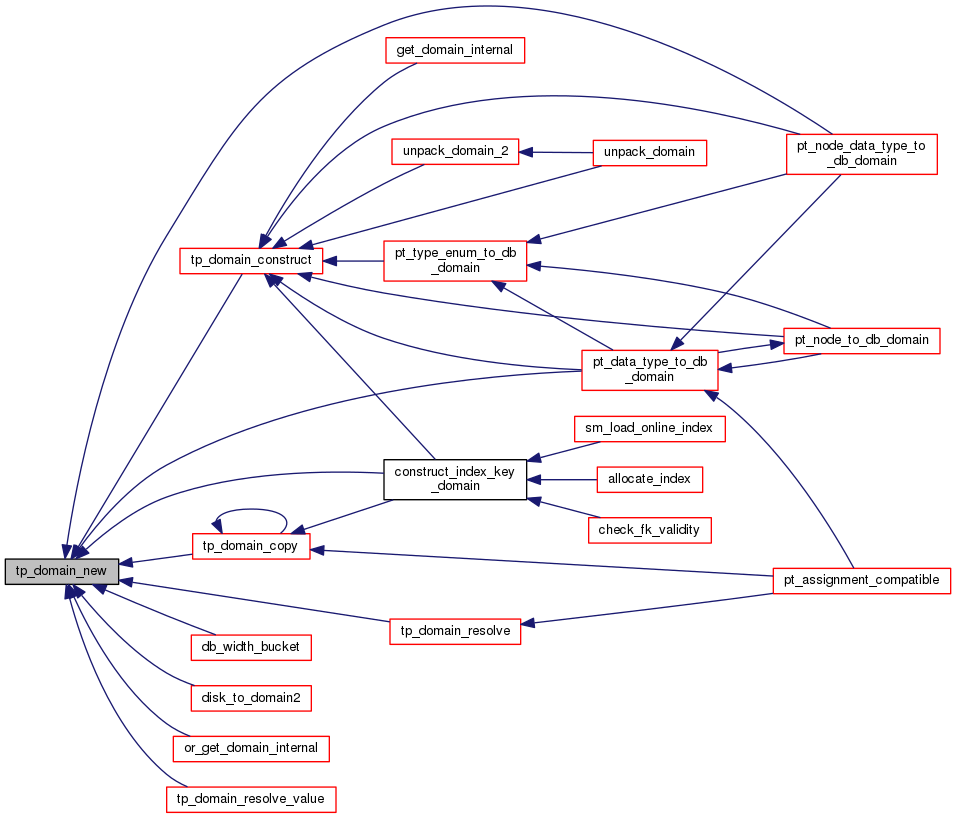 get_domain_internal
unpack_domain_2
unpack_domain
pt_node_data_type_to
_db_domain
tp_domain_construct
pt_type_enum_to_db
_domain
pt_node_to_db_domain
pt_data_type_to_db
_domain
sm_load_online_index
construct_index_key
_domain
allocate_index
check_fk_validity
tp_domain_copy
tp_domain_new
pt_assignment_compatible
tp_domain_resolve
db_width_bucket
disk_to_domain2
or_get_domain_internal
tp_domain_resolve_value